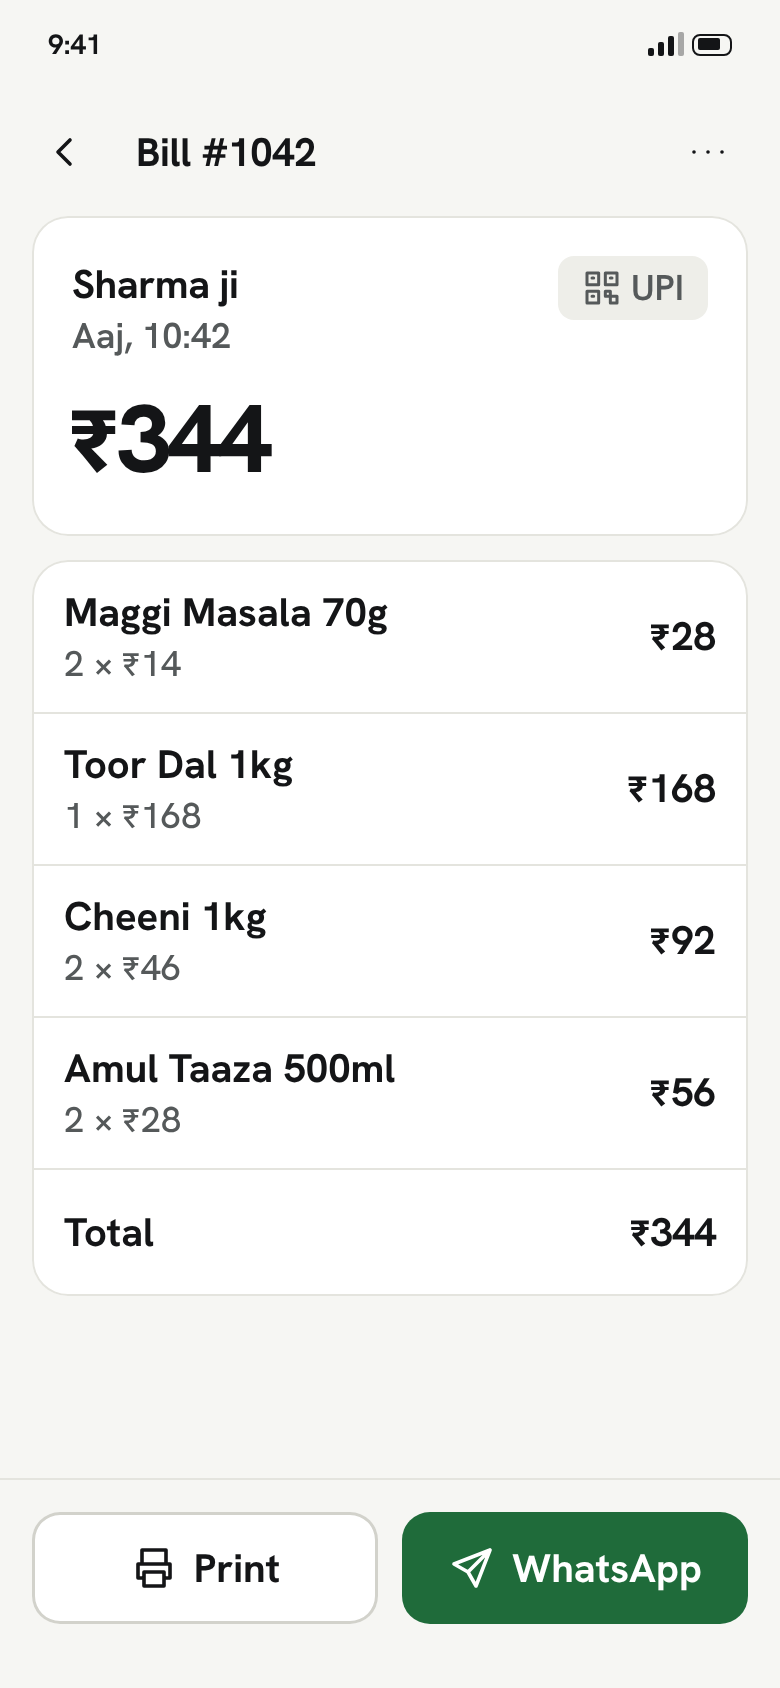 9:41
Bill #1042
Sharma ji
UPI
Aaj, 10:42
₹344
Maggi Masala 70g
₹28
2 × ₹14
Toor Dal 1kg
₹168
1 × ₹168
Cheeni 1kg
₹92
2 × ₹46
Amul Taaza 500ml
₹56
2 × ₹28
Total
₹344
Print
WhatsApp